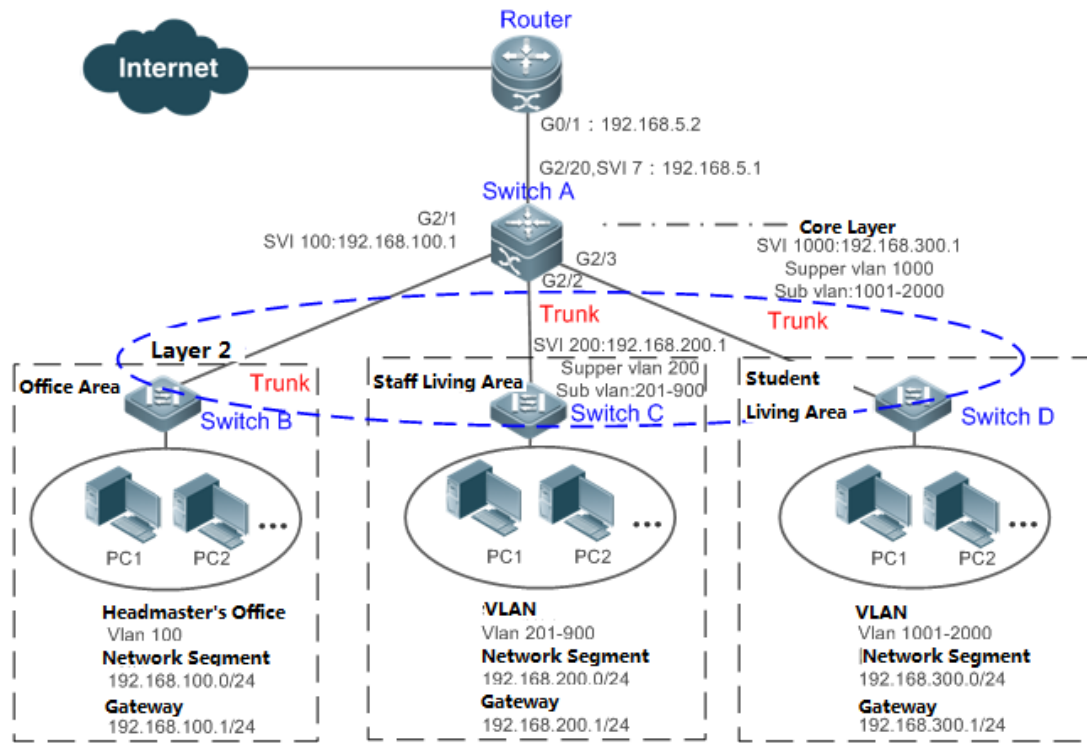 Router
Internet
G0/1：192.168.5.2
G2/20,SVI 7：192.168.5.1
Switch A
G2/1
SVI 100:192.168.100.1
G2/3
G2/2
Core Layer
SVI 1000:192.168.300.1
Supper vlan 1000
Sub vlan:1001-2000
Trunk
Trunk
Layer 2
SVI 200:192.168.200.1
Supper vlan 200
Sub vlan:201-900
Office Area
Trunk
Switch B
Staff Living Area
Switch C
Student
Living Area
Switch D
PC1
PC2
...
PC1
PC2
...
PC1
PC2
...
Headmaster's Office
Vlan 100
Network Segment
192.168.100.0/24
Gateway
192.168.100.1/24
VLAN
Vlan 201-900
Network Segment
192.168.200.0/24
Gateway
192.168.200.1/24
VLAN
Vlan 1001-2000
Network Segment
192.168.300.0/24
Gateway
192.168.300.1/24